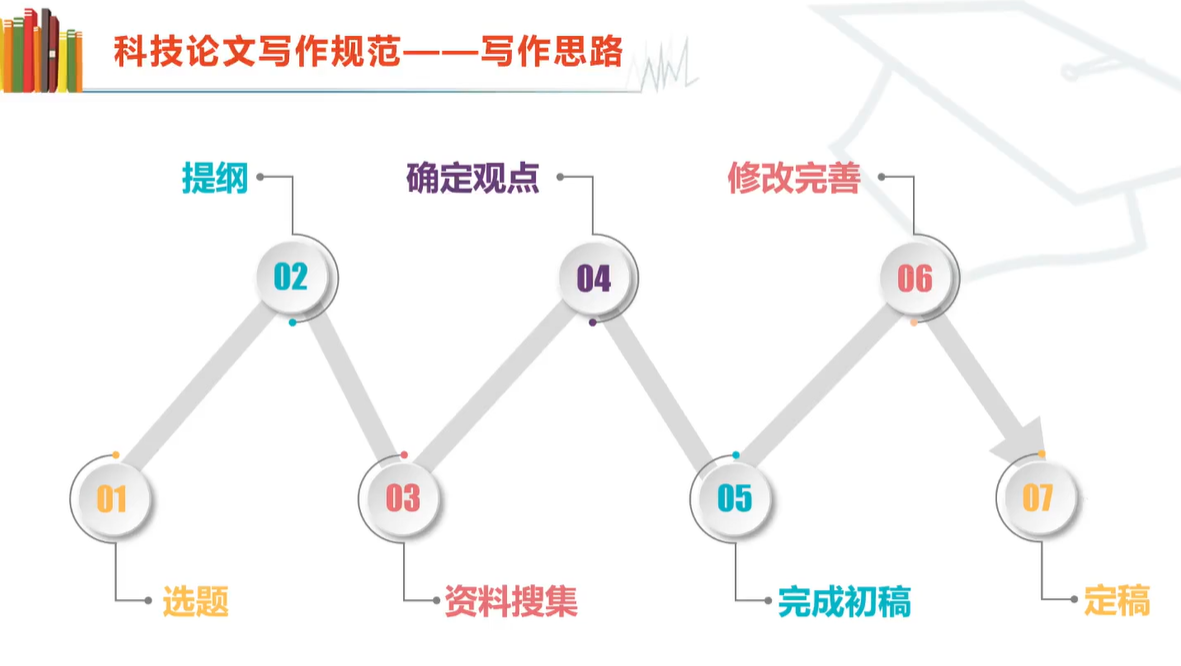 科技论文写作规范——写作思路
提纲
确定观点
修改完善
02
04
06
01
03
05
07
选题
资料搜集
完成初稿
定稿